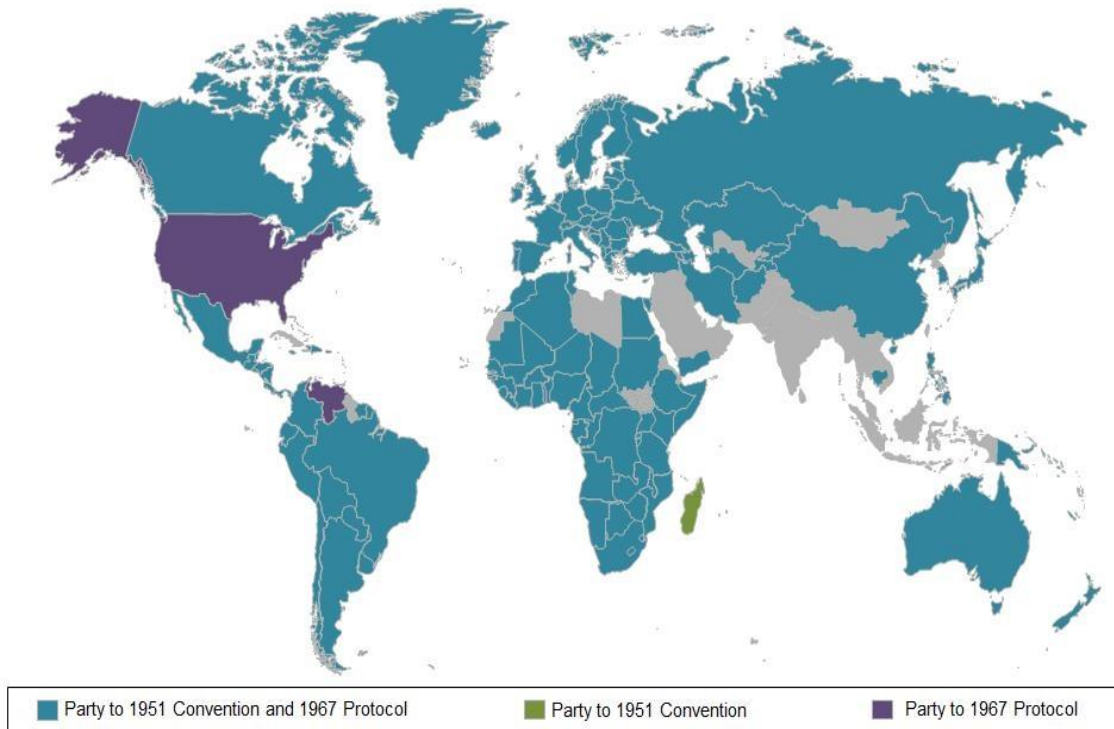 Party to 1951 Convention and 1967 Protocol
Party to 1951 Convention
Party to 1967 Protocol